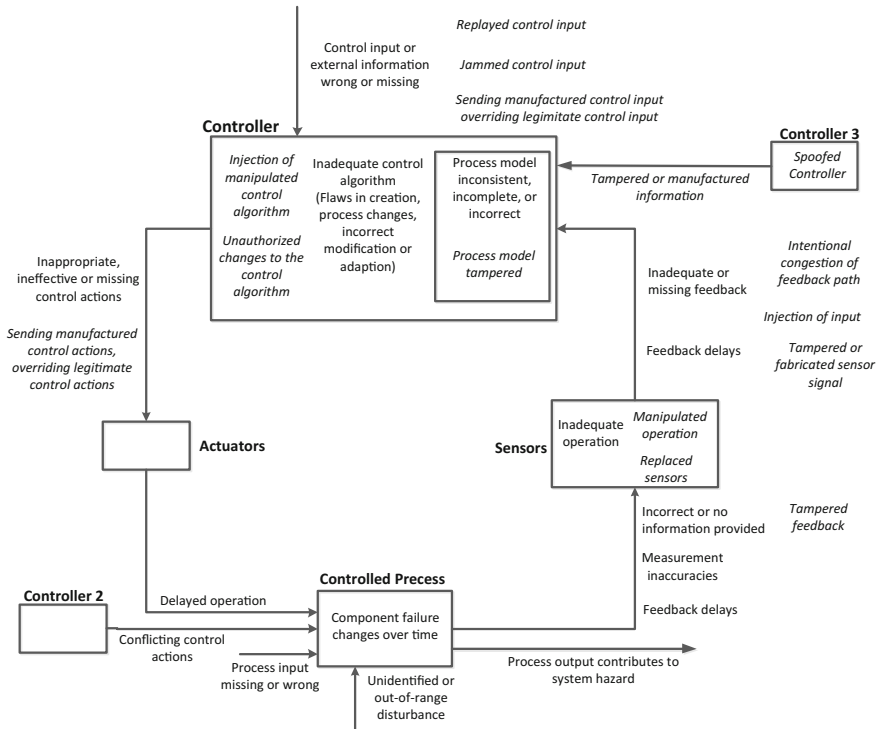 Replayed control input
Control input or
external information
wrong or missing
Jammed control input
Sending manufactured control input
overriding legimitate control input
Controller
Controller 3
Spoofed
Controller
Tampered or manufactured
information
Injection of
manipulated
control
algorithm
Unauthorized
changes to the
control
algorithm
Inadequate control
algorithm
(Flaws in creation,
process changes,
incorrect
modification or
adaption)
Process model
inconsistent,
incomplete, or
incorrect
Process model
tampered
Inappropriate,
ineffective or missing
control actions
Sending manufactured
control actions,
overriding legitimate
control actions
Inadequate or
missing feedback
Feedback delays
Intentional
congestion of
feedback path
Injection of input
Tampered or
fabricated sensor
signal
Actuators
Sensors
Inadequate
operation
Manipulated
operation
Replaced
sensors
Incorrect or no
information provided
Measurement
inaccuracies
Feedback delays
Tampered
feedback
Controller 2
Delayed operation
Conflicting control
actions
Process input
missing or wrong
Controlled Precess
Component failure
changes over time
Unidentified or
out-of-range
disturbance
Process output contributes to
system hazard